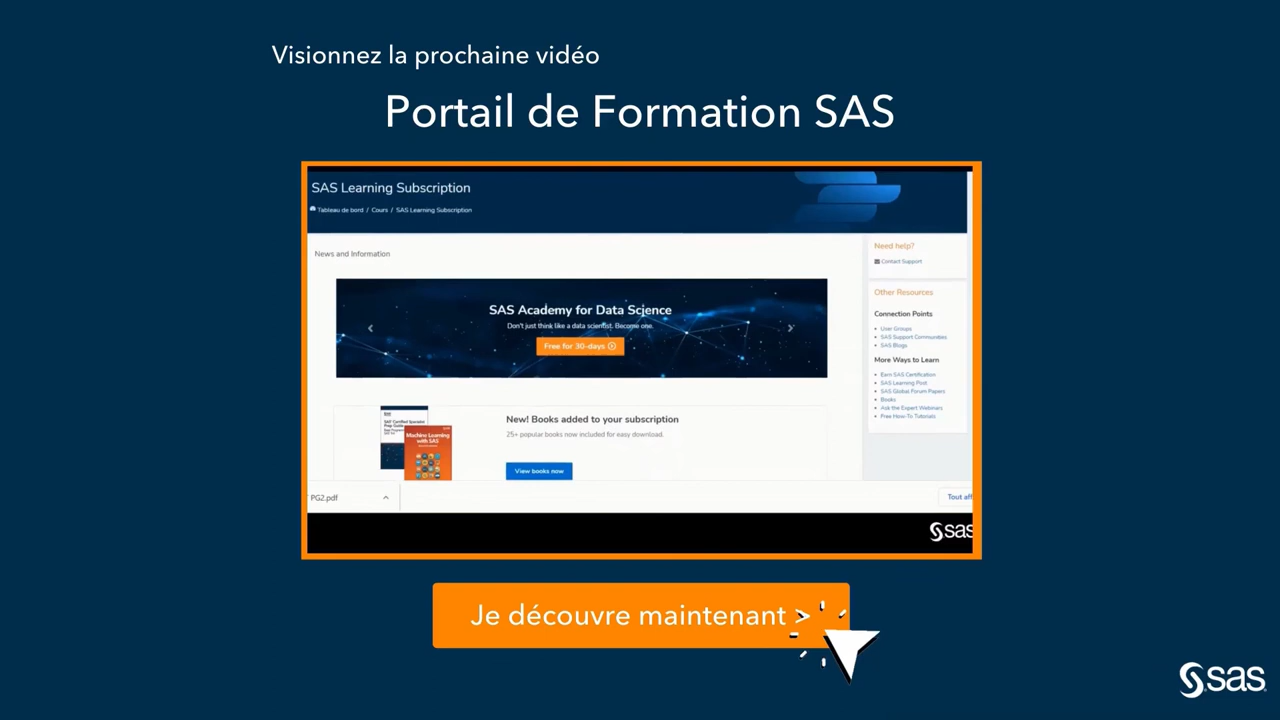 Visionnez la prochaine vidéo
Portail de Formation SAS
SAS Learning Subscription
Tableau de bord / Cours / SAS Learning Subscription
News and Information
SAS Academy for Data Science
Don't just think like a data scientist. Become one.
Free for 30-days
New! Books added to your subscription
25+ popular books now included for easy download.
View books now
Machine Learning
with SAS
Need help?
Contact Support
Other Resources
Connection Points
User Groups
SAS Support Communities
SAS Blogs
More Ways to Learn
Earn SAS Certification
SAS Learning Post
SAS Global Forum Papers
Books
Ask the Expert Webinars
Free How-To Tutorials
PG2.pdf
Tout aff
sas
Je découvre maintenant >
sas